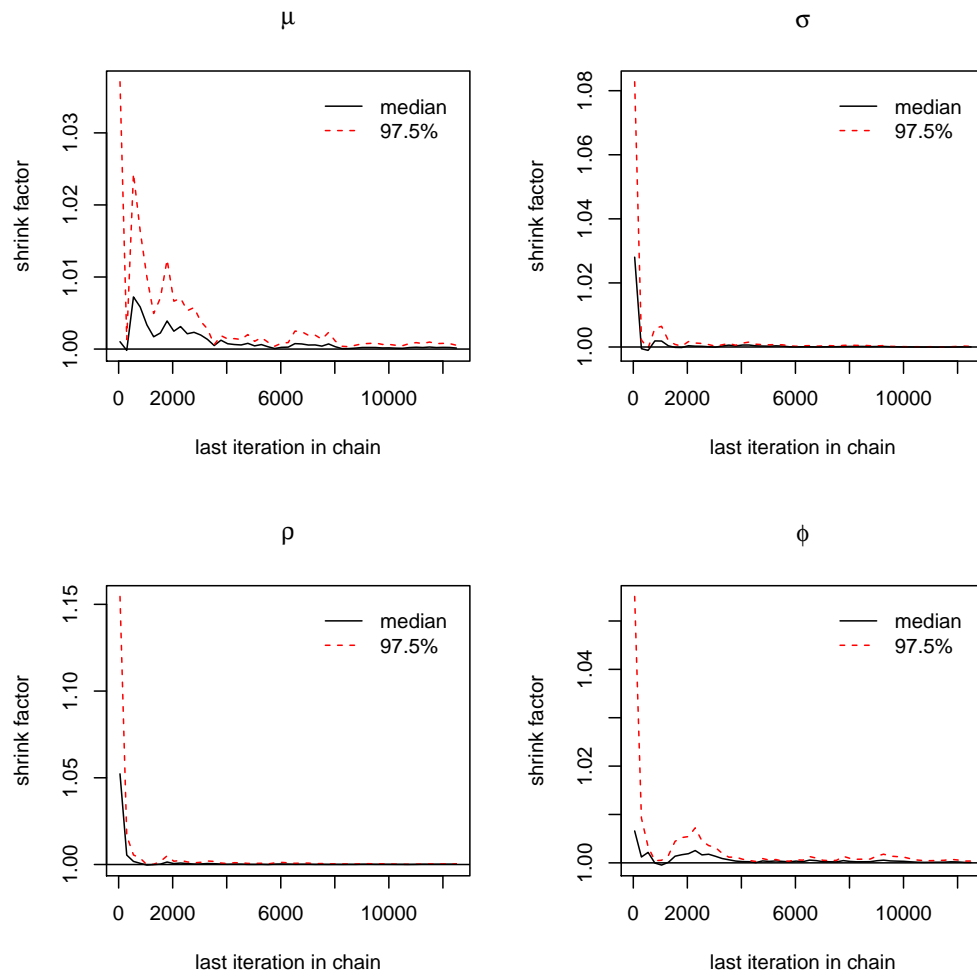 μ
shrink factor
1.00 1.01 1.02 1.03
median
97.5%
0 2000 6000 10000
last iteration in chain
σ
shrink factor
1.00 1.02 1.04 1.06 1.08
median
97.5%
0 2000 6000 10000
last iteration in chain
ρ
shrink factor
1.00 1.05 1.10 1.15
median
97.5%
0 2000 6000 10000
last iteration in chain
ϕ
shrink factor
1.00 1.02 1.04
median
97.5%
0 2000 6000 10000
last iteration in chain